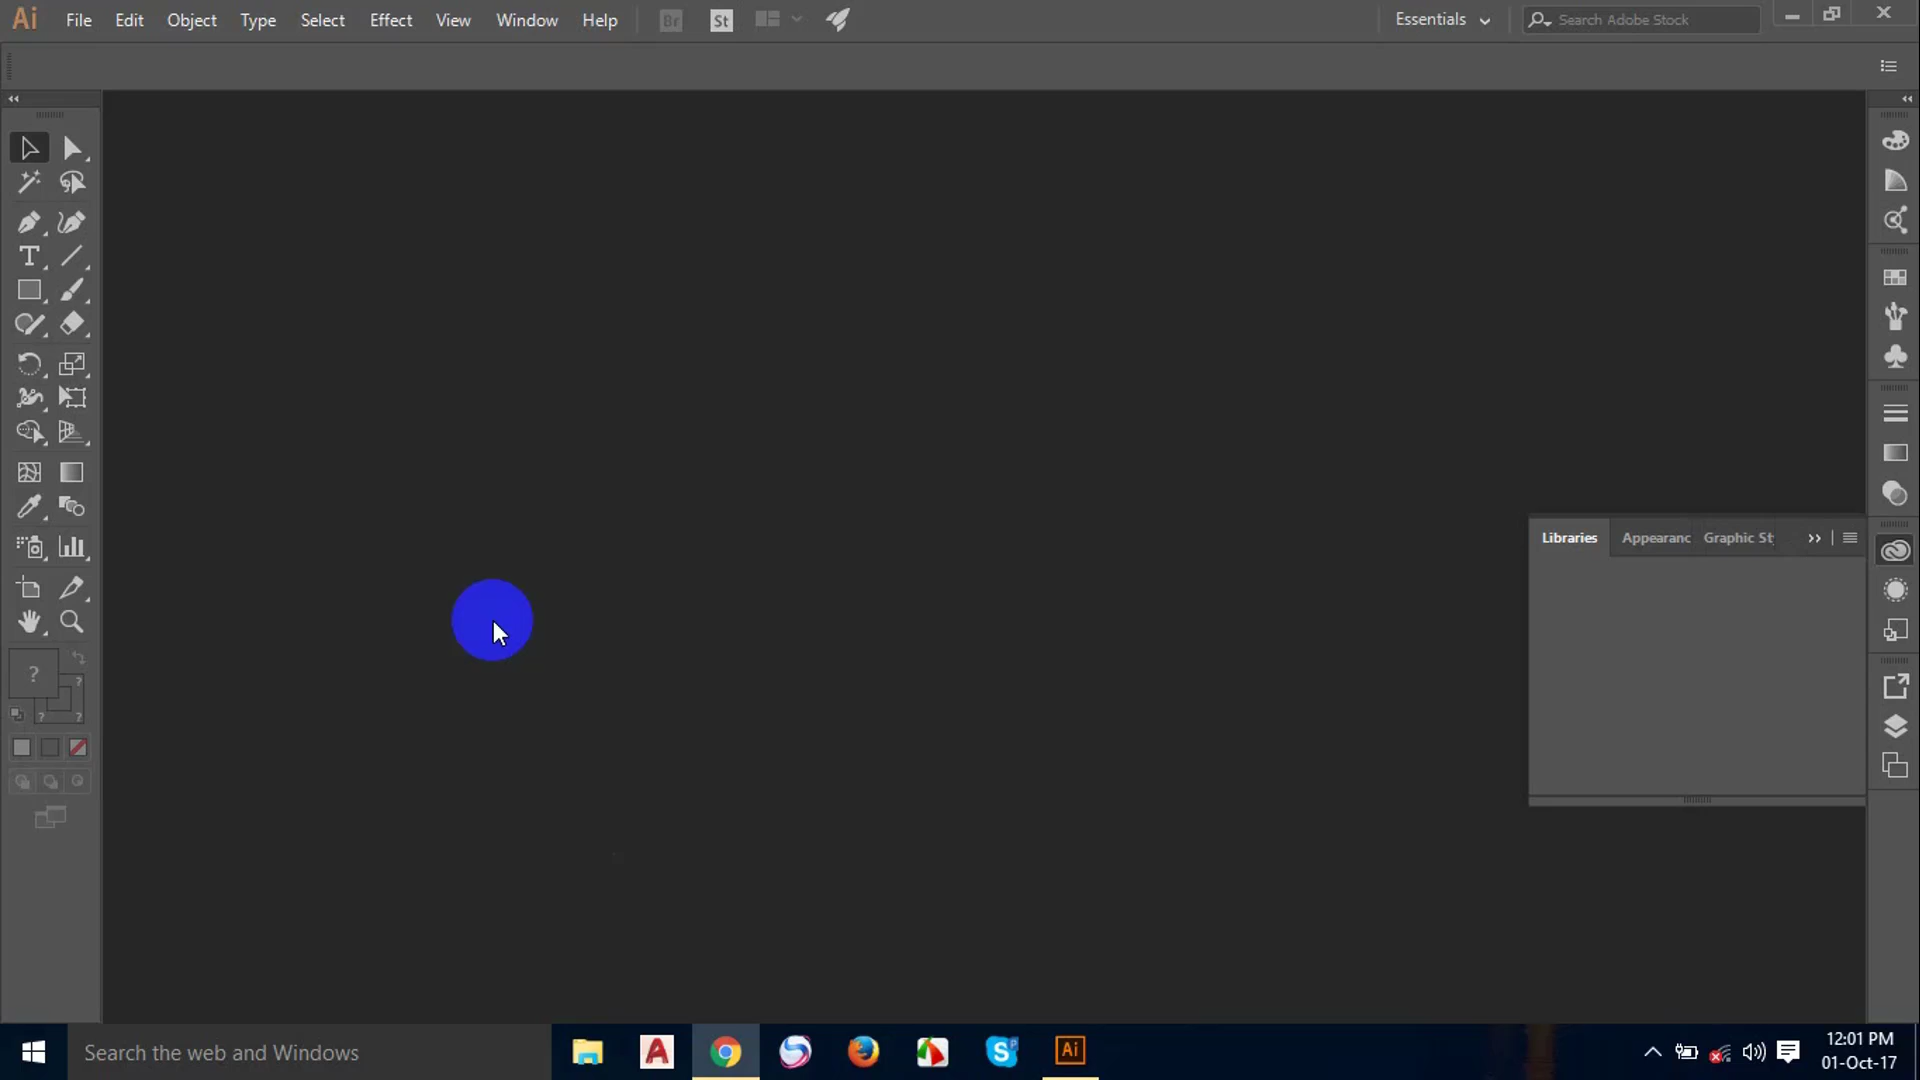 Ai File Edit Object Type Select Effect View Window Help Br St Essentials Search Adobe Stock
T
Libraries Appearanc Graphic St
?
?
? ?
Search the web and Windows
Ai
12:01 PM
01-Oct-17